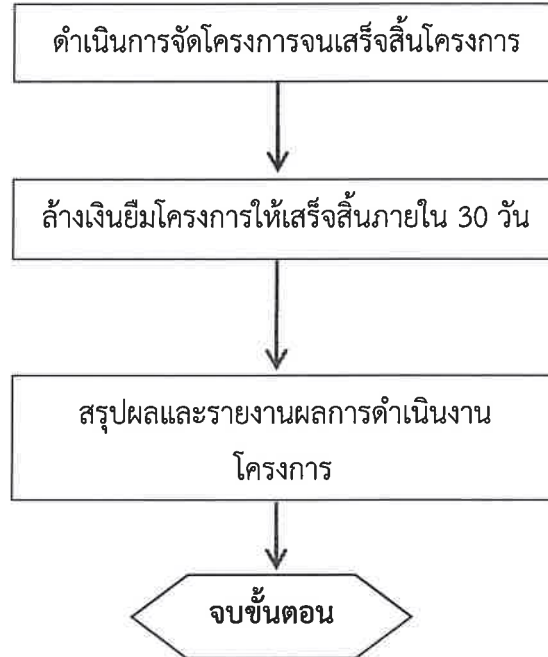 ดำเนินการจัดโครงการจนเสร็จสิ้นโครงการ
ล้างเงินยืมโครงการให้เสร็จสิ้นภายใน 30 วัน
สรุปผลและรายงานผลการดำเนินงาน
โครงการ
จบขั้นตอน